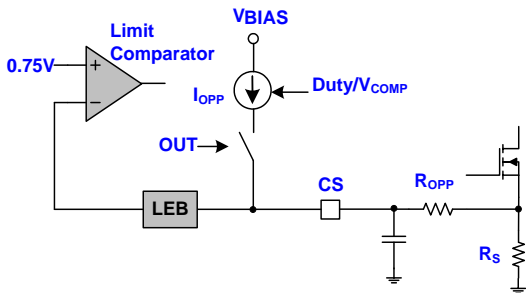 Limit
Comparator
VBIAS
0.75V
+
−
IOPP
Duty/VCOMP
OUT
CS
ROPP
LEB
RS